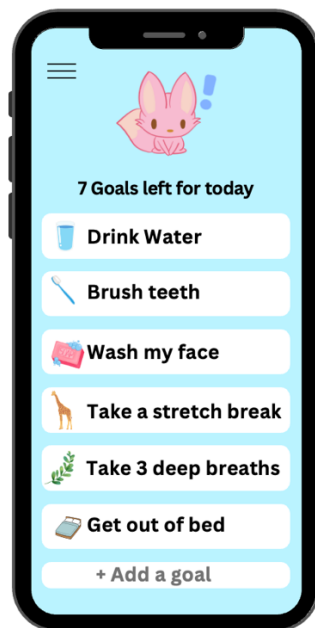 7 Goals left for today
Drink Water
Brush teeth
Wash my face
Take a stretch break
Take 3 deep breaths
Get out of bed
+ Add a goal